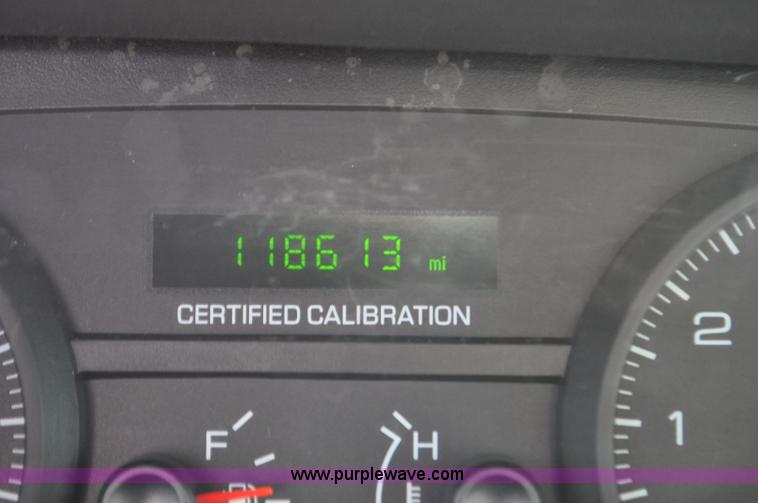 118613 mi
CERTIFIED CALIBRATION
2
1
F
H
www.purplewave.com